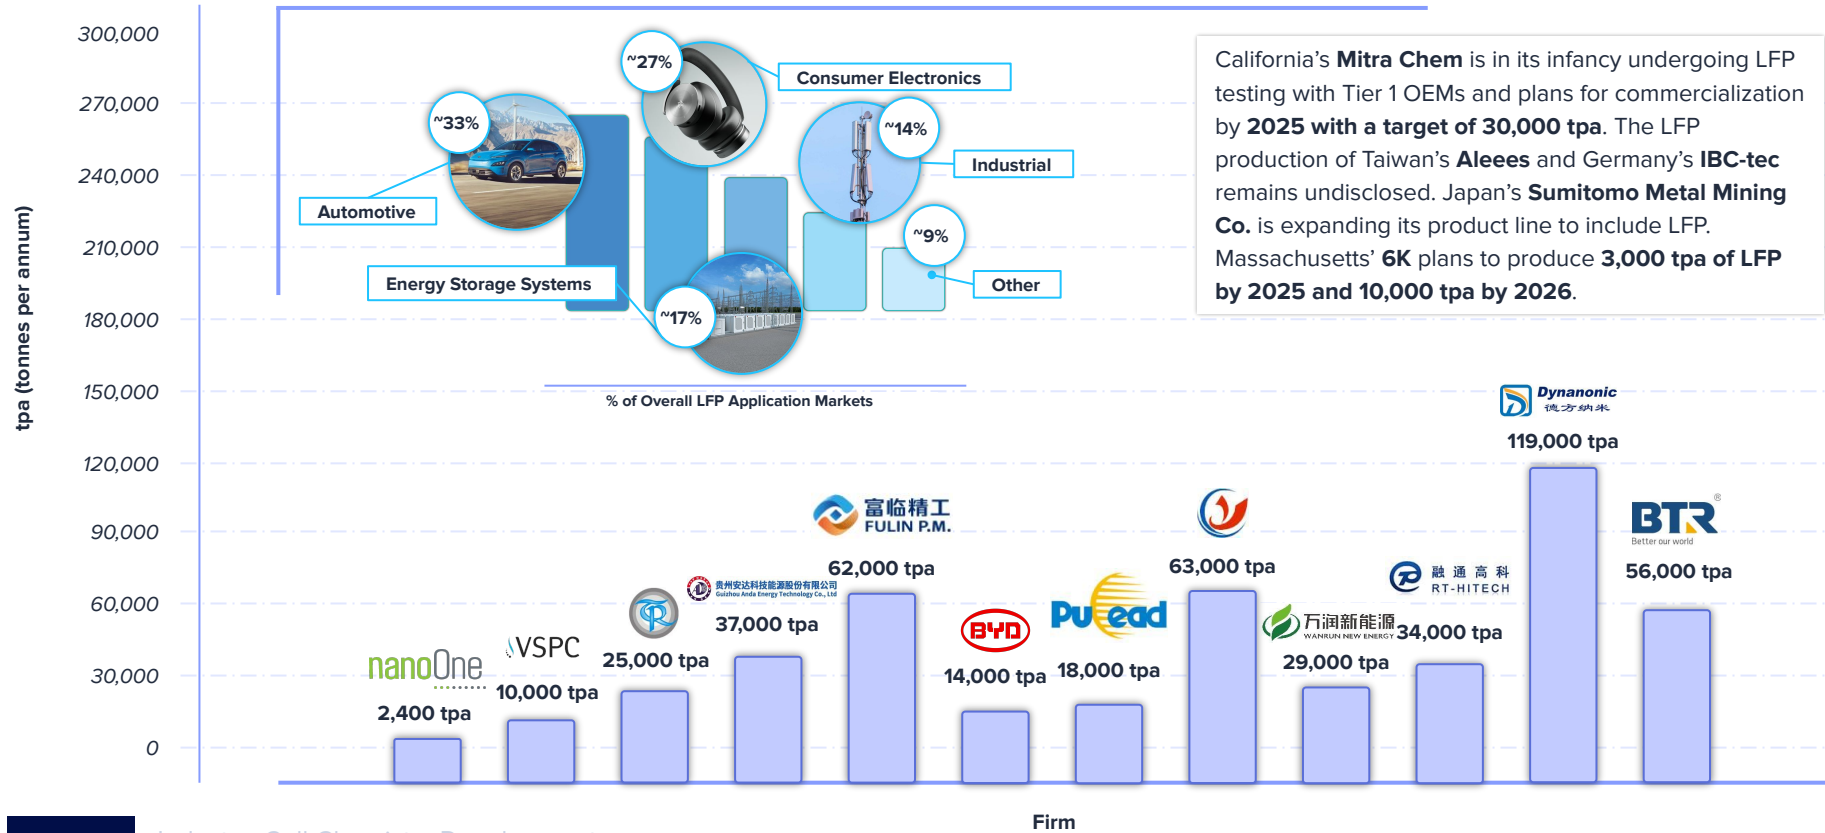 tpa (tonnes per annum)
300,000
270,000
240,000
210,000
180,000
150,000
120,000
90,000
60,000
30,000
0
~33%
Automotive
~27%
Consumer Electronics
~14%
Industrial
~9%
Other
Energy Storage Systems
~17%
% of Overall LFP Application Markets
California’s Mitra Chem is in its infancy undergoing LFP
testing with Tier 1 OEMs and plans for commercialization
by 2025 with a target of 30,000 tpa. The LFP
production of Taiwan’s Aleees and Germany’s IBC-tec
remains undisclosed. Japan’s Sumitomo Metal Mining
Co. is expanding its product line to include LFP.
Massachusetts’ 6K plans to produce 3,000 tpa of LFP
by 2025 and 10,000 tpa by 2026.
nanoOne
2,400 tpa
VSPC
10,000 tpa
25,000 tpa
贵州安达科技能源股份有限公司
Guizhou Anda Energy Technology Co., Ltd
37,000 tpa
富临精工
FULIN P.M.
62,000 tpa
BYD
14,000 tpa
Pulead
18,000 tpa
63,000 tpa
万润新能源
WANRUN NEW ENERGY
29,000 tpa
融通高科
RT-HITECH
34,000 tpa
Dynanonic
德方纳米
119,000 tpa
BTR®
Better our world
56,000 tpa
Firm